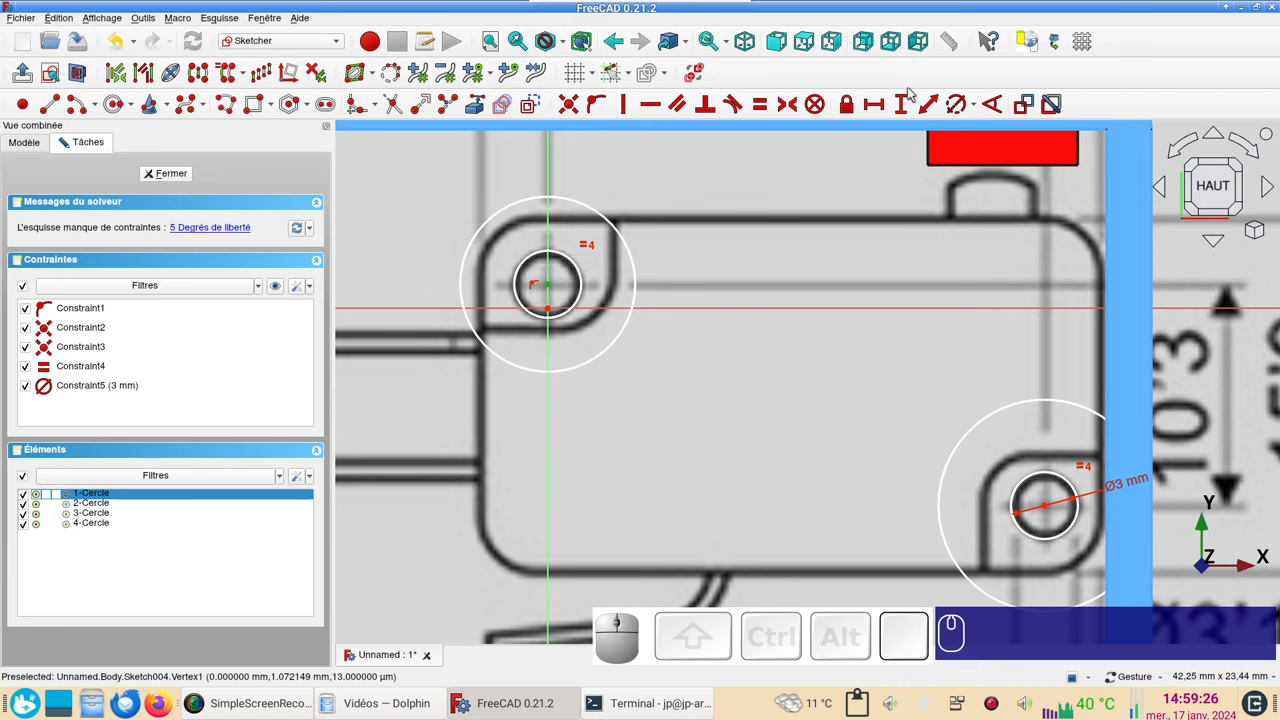 FreeCAD 0.21.2
Fichier Édition Affichage Outils Macro Esquisse Fenêtre Aide
Sketcher
Vue combinée
Modèle Tâches
Fermer
Messages du solveur
L'esquisse manque de contraintes : 5 Degrés de liberté
Contraintes
Filtres
Constraint1
Constraint2
Constraint3
Constraint4
Constraint5 (3 mm)
Éléments
Filtres
1-Cercle
2-Cercle
3-Cercle
4-Cercle
=4
=4
Ø3 mm
10'3
HAUT
Y
Z
X
Ctrl
Alt
Unnamed : 1*
Preselected: Unnamed.Body.Sketch004.Vertex1 (0.000000 mm,1.072149 mm,13.000000 µm)
Gesture
42,25 mm x 23,44 mm
SimpleScreenReco...
Vidéos — Dolphin
FreeCAD 0.21.2
Terminal - jp@jp-ar...
11 °C
40 °C
14:59:26
mer., 17 janv. 2024